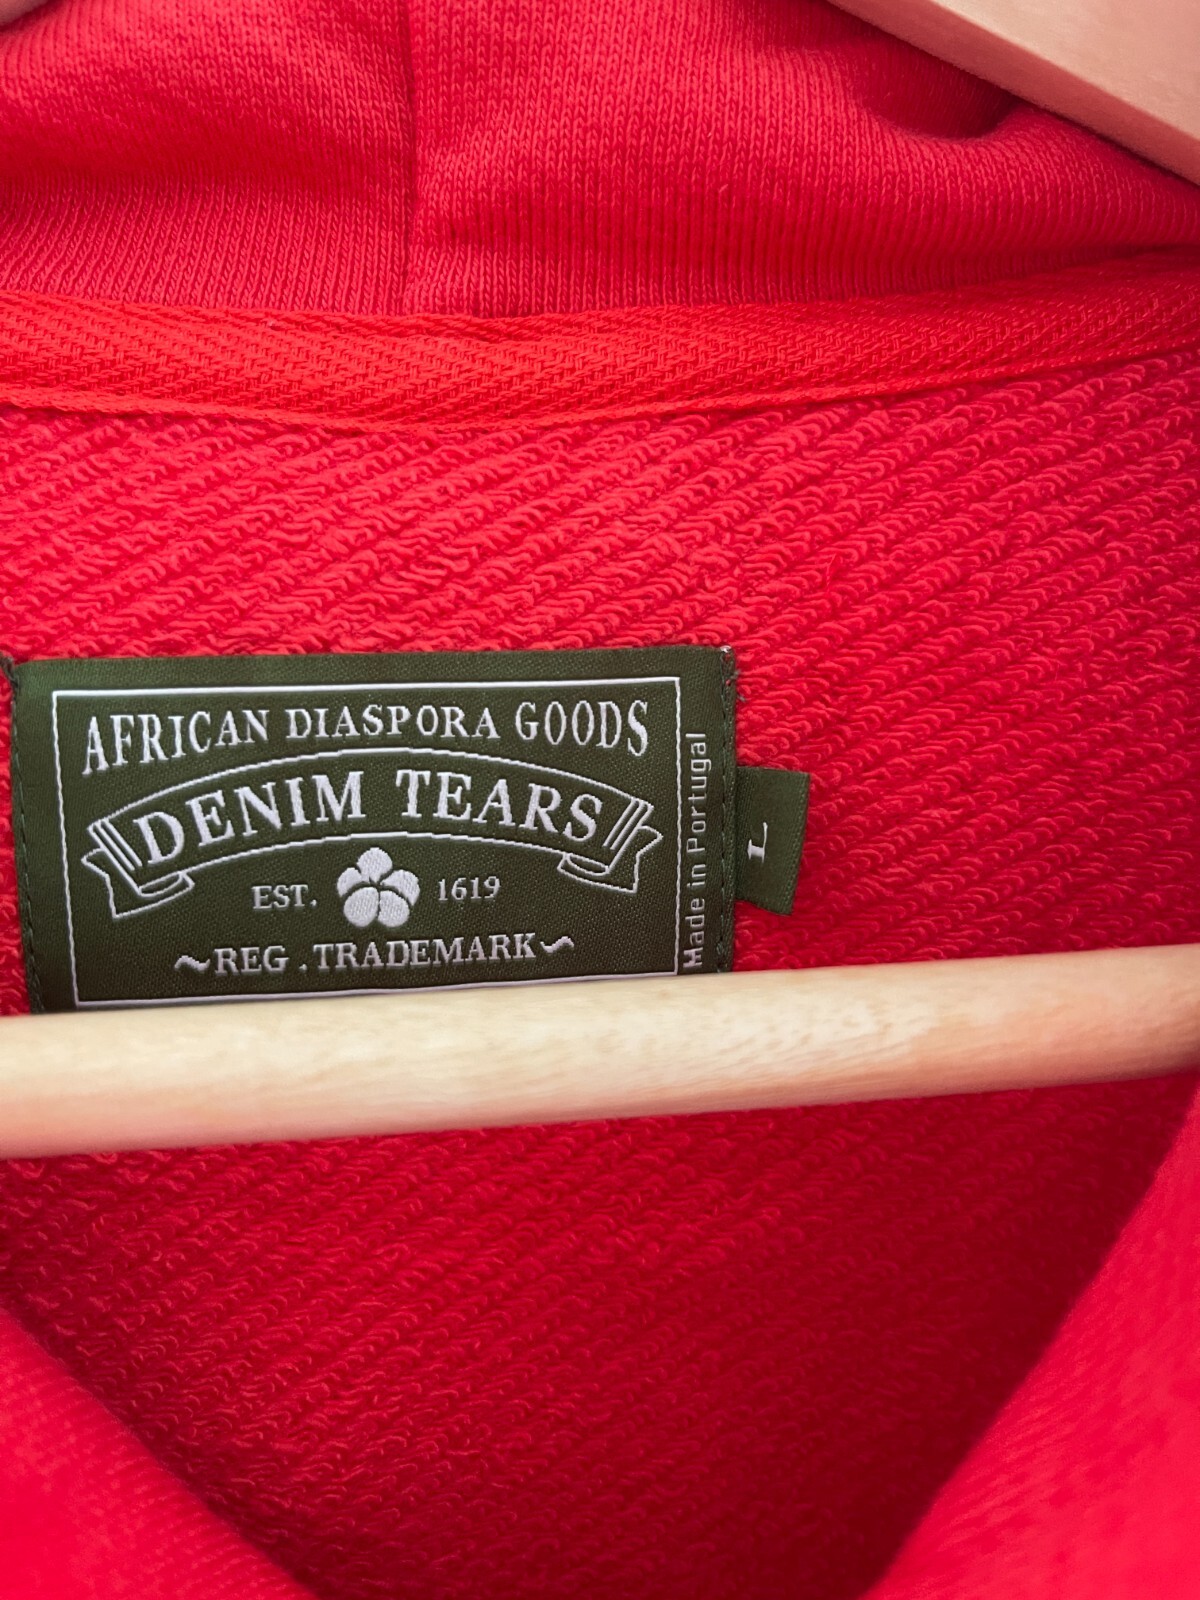 AFRICAN DIASPORA GOODS
DENIM TEARS
EST. 1619
~REG . TRADEMARK~
Made in Portugal
L